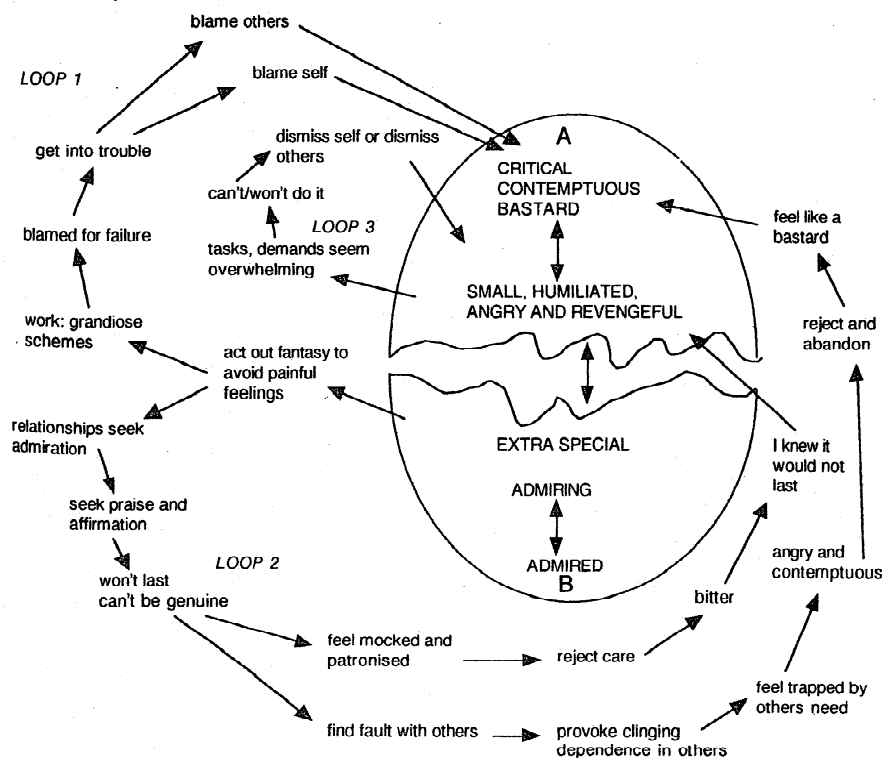 blame others
LOOP 1
blame self
get into trouble
dismiss self or dismiss
others
can't/won't do it
LOOP 3
blamed for failure
tasks, demands seem
overwhelming
work: grandiose
schemes
act out fantasy to
avoid painful
feelings
relationships seek
admiration
seek praise and
affirmation
won't last
can't be genuine
LOOP 2
feel mocked and
patronised
reject care
bitter
I knew it
would not
last
find fault with others
provoke clinging
dependence in others
feel trapped by
others need
angry and
contemptuous
reject and
abandon
feel like a
bastard
A
CRITICAL
CONTEMPTUOUS
BASTARD
SMALL, HUMILIATED,
ANGRY AND REVENGEFUL
EXTRA SPECIAL
ADMIRING
ADMIRED
B